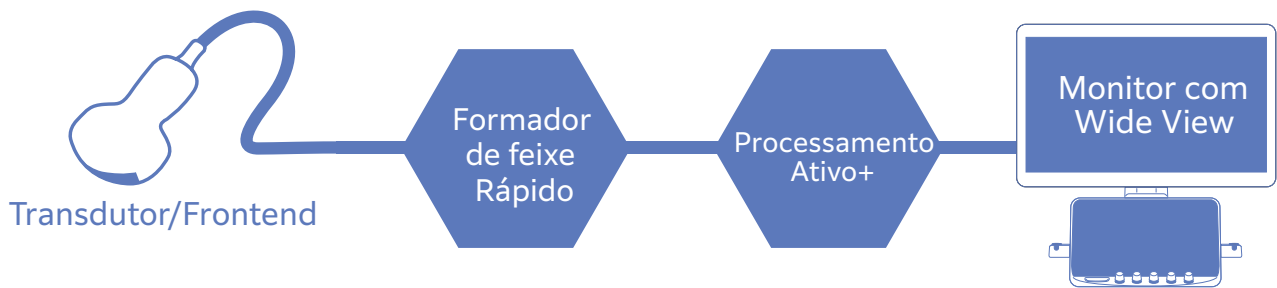 Transdutor/Frontend
Formador
de feixe
Rápido
Processamento
Ativo+
Monitor com
Wide View